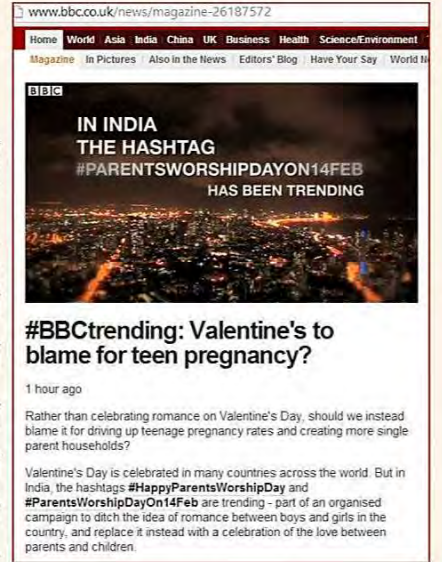 www.bbc.co.uk/news/magazine-26187572
Home World Asia India China UK Business Health Science/Environment
Magazine In Pictures Also in the News Editors' Blog Have Your Say World
BBC
IN INDIA
THE HASHTAG
#PARENTSWORSHIPDAYON14FEB
HAS BEEN TRENDING
#BBCtrending: Valentine's to
blame for teen pregnancy?
1 hour ago
Rather than celebrating romance on Valentine's Day, should we instead
blame it for driving up teenage pregnancy rates and creating more single
parent households?
Valentine's Day is celebrated in many countries across the world. But in
India, the hashtags #HappyParentsWorshipDay and
#ParentsWorshipDayOn14Feb are trending - part of an organised
campaign to ditch the idea of romance between boys and girls in the
country, and replace it instead with a celebration of the love between
parents and children.